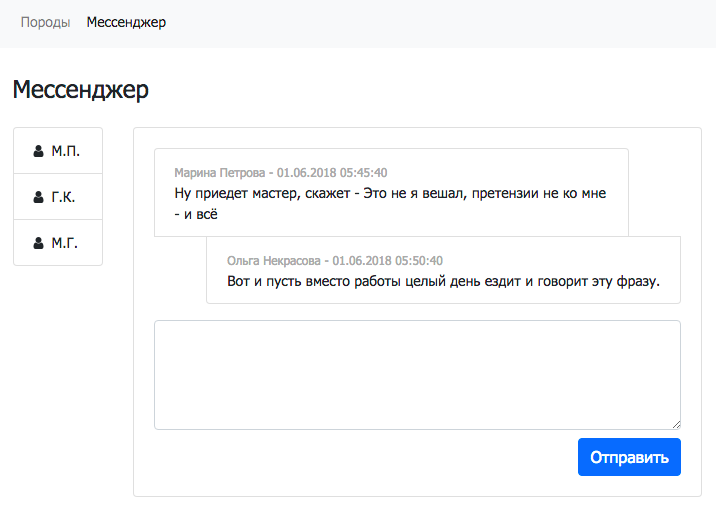 Породы Мессенджер
Мессенджер
М.П.
Г.К.
М.Г.
Марина Петрова - 01.06.2018 05:45:40
Ну приедет мастер, скажет - Это не я вешал, претензии не ко мне
- и всё
Ольга Некрасова - 01.06.2018 05:50:40
Вот и пусть вместо работы целый день ездит и говорит эту фразу.
Отправить